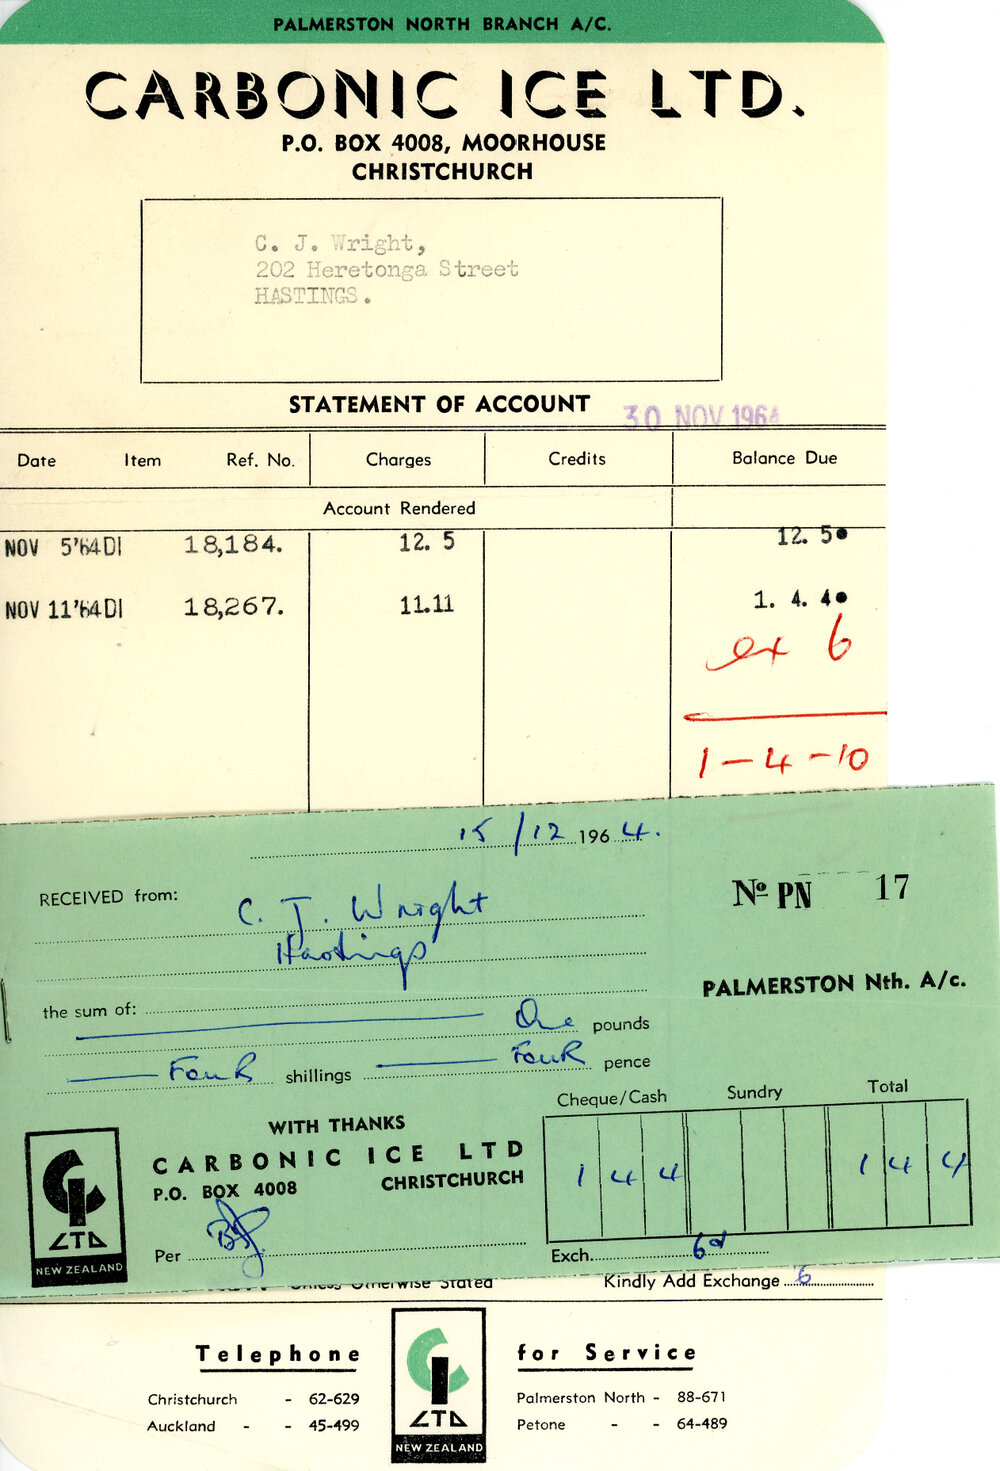 PALMERSTON NORTH BRANCH A/C.
CARBONIC ICE LTD.
P.O. BOX 4008, MOORHOUSE
CHRISTCHURCH
C. J. Wright,
202 Heretonga Street
HASTINGS.
STATEMENT OF ACCOUNT 30 NOV 1964
Date Item Ref. No. Charges Credits Balance Due
Account Rendered
NOV 5'64 DI 18,184. 12. 5 12. 5•
NOV 11'64 DI 18,267. 11.11 1. 4. 4•
ex 6
1 - 4 - 10
15/12 1964.
RECEIVED from: C. J. Wright
Hastings
Nº PN 17
PALMERSTON Nth. A/c.
the sum of: One pounds
Four shillings Four pence
Cheque/Cash Sundry Total
1 4 4 1 4 4
WITH THANKS
CARBONIC ICE LTD
P.O. BOX 4008 CHRISTCHURCH
Per
Exch. 6d
LTD
NEW ZEALAND
Unless Otherwise Stated Kindly Add Exchange 6
Telephone for Service
Christchurch - 62-629 Palmerston North - 88-671
Auckland - - 45-499 Petone - - 64-489
LTD
NEW ZEALAND